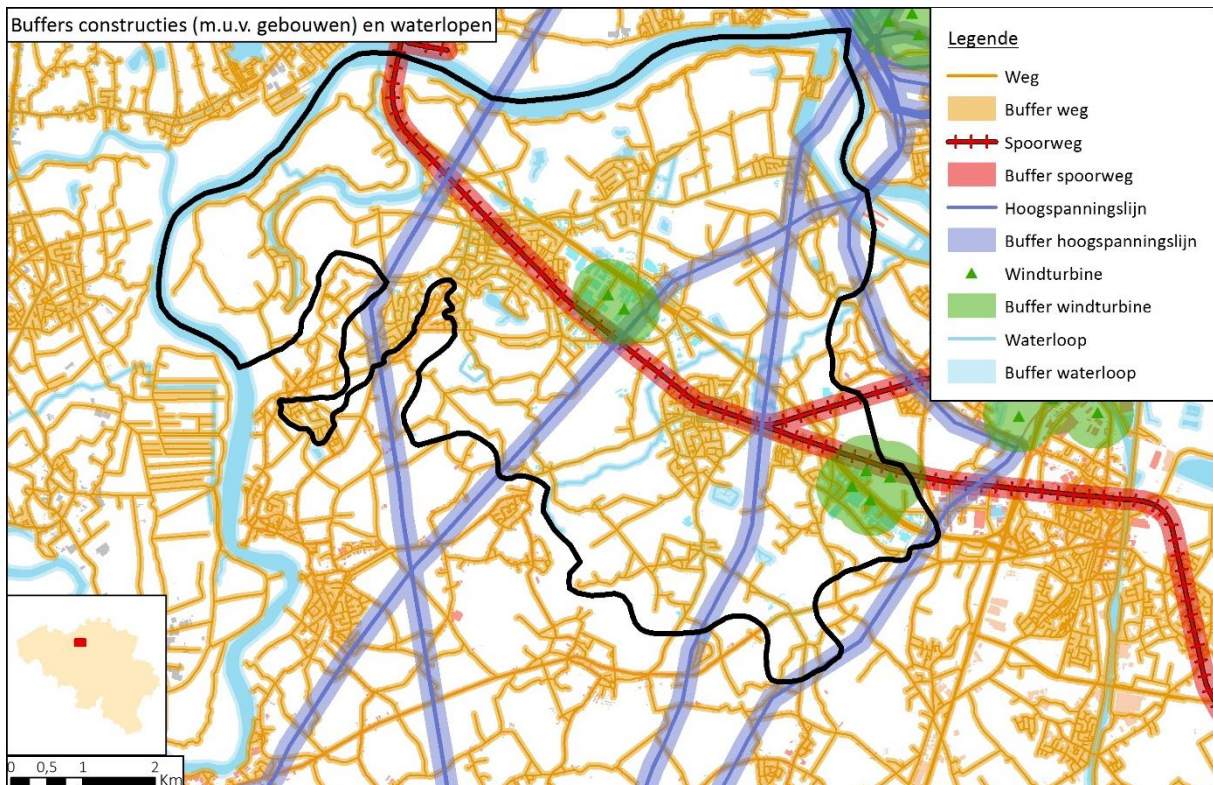 Buffers constructies (m.u.v. gebouwen) en waterlopen
Legende
Weg
Buffer weg
Spoorweg
Buffer spoorweg
Hoogspanningslijn
Buffer hoogspanningslijn
Windturbine
Buffer windturbine
Waterloop
Buffer waterloop
0 0,5 1 2
Km